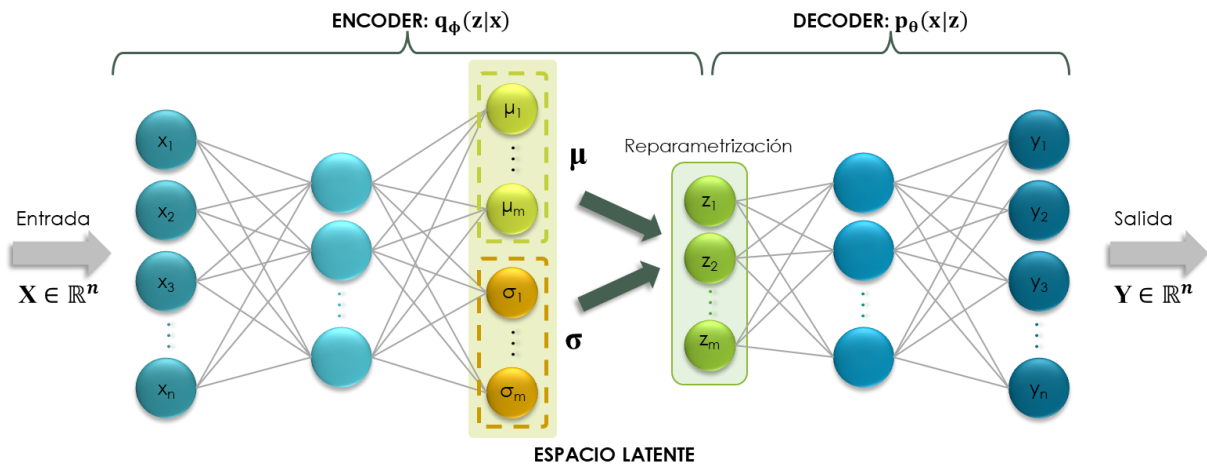 ENCODER: qϕ(z|x)
DECODER: pθ(x|z)
Entrada
X ∈ ℝⁿ
x₁
x₂
x₃
xₙ
μ₁
μₘ
σ₁
σₘ
μ
σ
Reparametrización
z₁
z₂
zₘ
y₁
y₂
y₃
yₙ
Salida
Y ∈ ℝⁿ
ESPACIO LATENTE